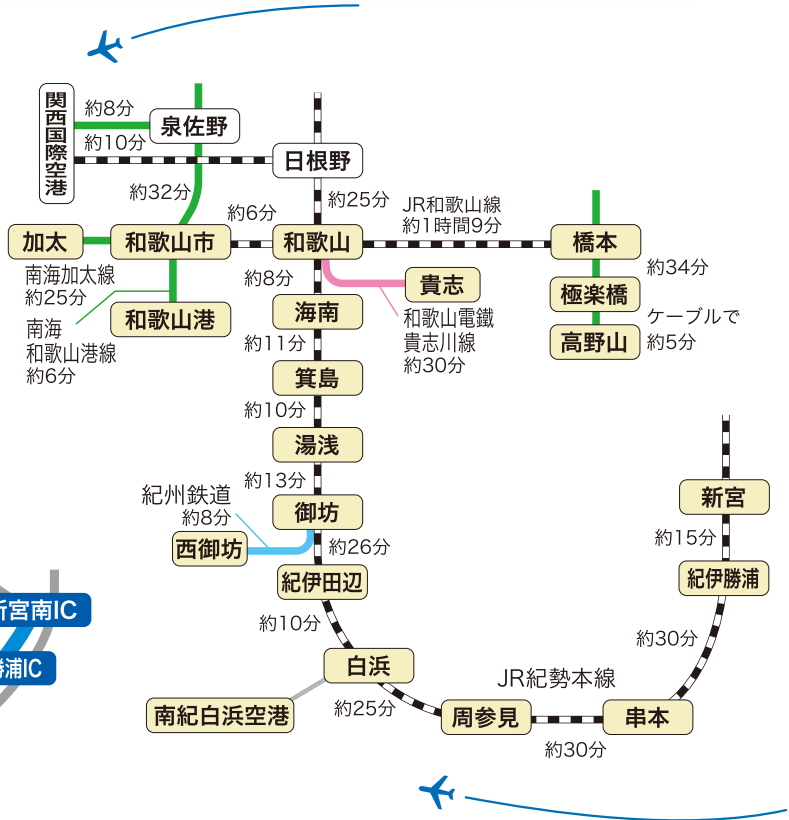 関西国際空港
約8分
泉佐野
約10分
日根野
約32分
約25分
JR和歌山線
約1時間9分
約6分
加太
和歌山市
和歌山
橋本
南海加太線
約25分
約8分
貴志
約34分
極楽橋
和歌山港
海南
南海
和歌山港線
約6分
和歌山電鐵
貴志川線
約30分
ケーブルで
約5分
高野山
約11分
箕島
約10分
湯浅
約13分
紀州鉄道
約8分
御坊
西御坊
約26分
紀伊田辺
約10分
白浜
南紀白浜空港
約25分
周参見
JR紀勢本線
約30分
串本
約30分
紀伊勝浦
約15分
新宮
新宮南IC
勝浦IC